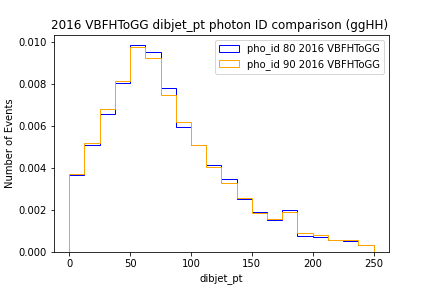 2016 VBFHToGG dibjet_pt photon ID comparison (ggHH)
pho_id 80 2016 VBFHToGG
pho_id 90 2016 VBFHToGG
Number of Events
0.010
0.008
0.006
0.004
0.002
0.000
0 50 100 150 200 250
dibjet_pt